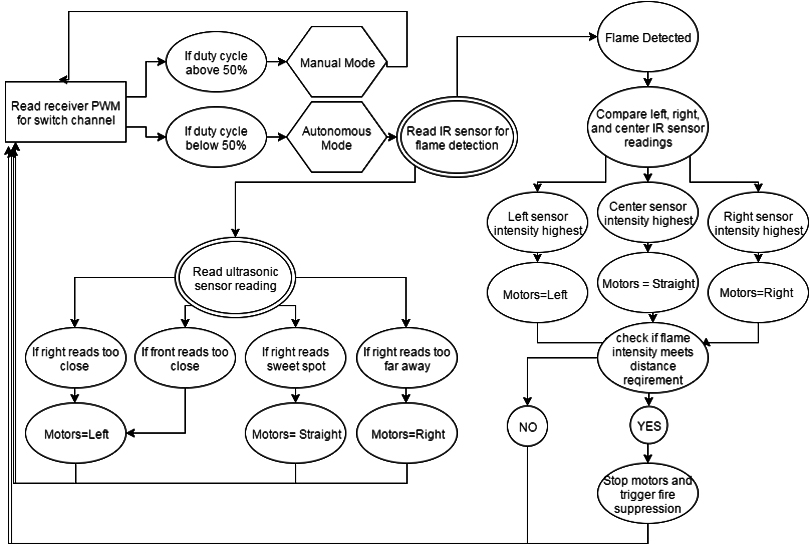 If duty cycle
above 50%
Manual Mode
Flame Detected
Read receiver PWM
for switch channel
If duty cycle
below 50%
Autonomous
Mode
Read IR sensor for
flame detection
Compare left, right,
and center IR sensor
readings
Left sensor
intensity highest
Center sensor
intensity highest
Right sensor
intensity highest
Motors=Left
Motors = Straight
Motors=Right
Read ultrasonic
sensor reading
If right reads too
close
If front reads too
close
If right reads
sweet spot
If right reads too
far away
check if flame
intensity meets
distance
reqirement
Motors=Left
Motors= Straight
Motors=Right
NO
YES
Stop motors and
trigger fire
suppression